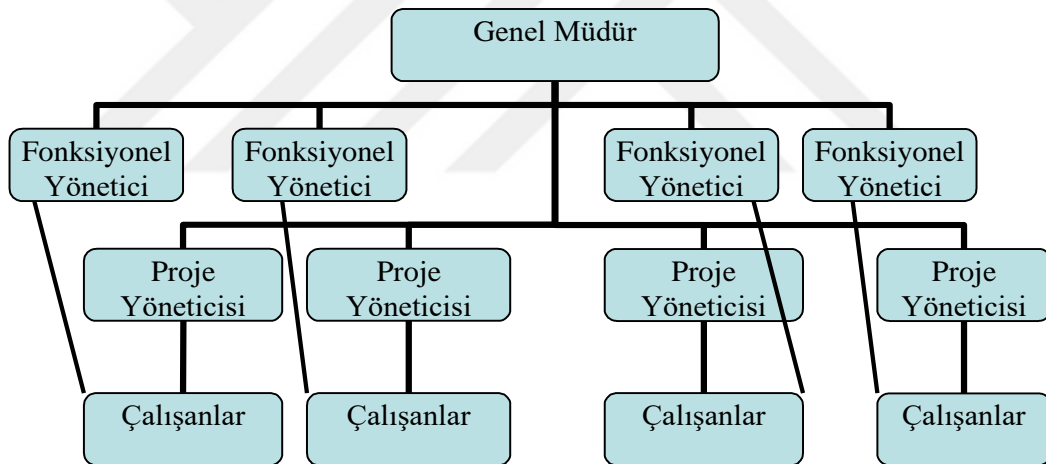 Genel Müdür
Fonksiyonel
Yönetici
Fonksiyonel
Yönetici
Fonksiyonel
Yönetici
Fonksiyonel
Yönetici
Proje
Yöneticisi
Proje
Yöneticisi
Proje
Yöneticisi
Proje
Yöneticisi
Çalışanlar
Çalışanlar
Çalışanlar
Çalışanlar